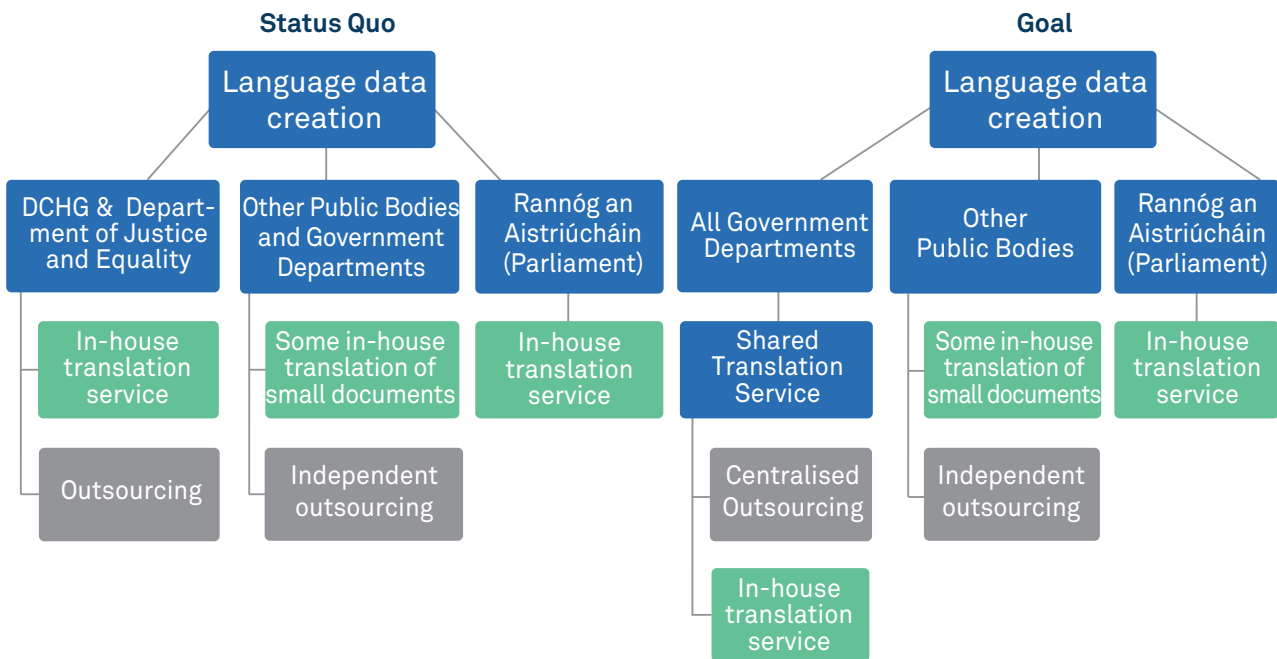 Status Quo
Language data
creation
DCHG & Depart-
ment of Justice
and Equality
Other Public Bodies
and Government
Departments
Rannóg an
Aistriúcháin
(Parliament)
In-house
translation
service
Some in-house
translation of
small documents
In-house
translation
service
Outsourcing
Independent
outsourcing
Goal
Language data
creation
All Government
Departments
Other
Public Bodies
Rannóg an
Aistriúcháin
(Parliament)
Shared
Translation
Service
Some in-house
translation of
small documents
In-house
translation
service
Centralised
Outsourcing
Independent
outsourcing
In-house
translation
service